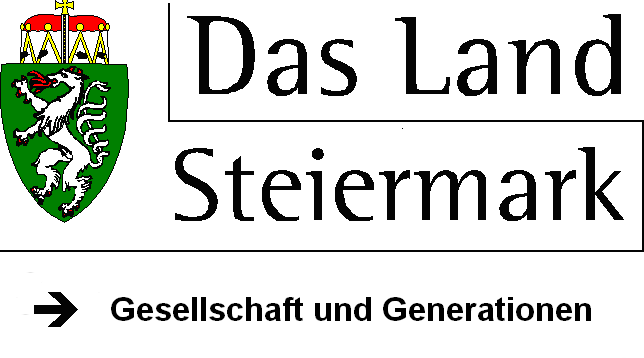 Das Land
Steiermark
➔ Gesellschaft und Generationen